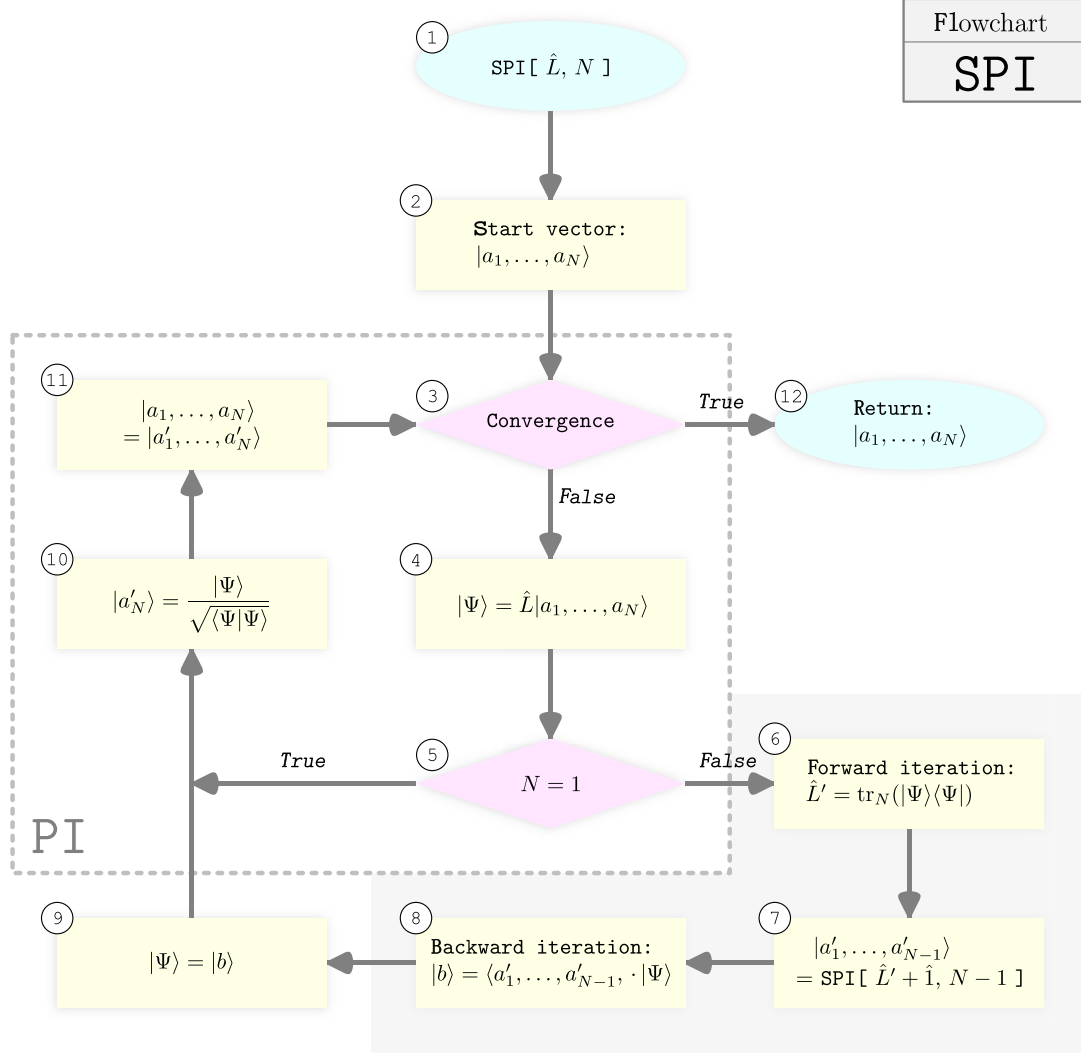 Flowchart
SPI
1
SPI[ L̂, N ]
2
Start vector:
|a₁, . . . , a_N⟩
3
Convergence
True
12
Return:
|a₁, . . . , a_N⟩
11
|a₁, . . . , a_N⟩
= |a′₁, . . . , a′_N⟩
False
10
|a′_N⟩ = |Ψ⟩ / √⟨Ψ|Ψ⟩
4
|Ψ⟩ = L̂|a₁, . . . , a_N⟩
5
N = 1
True
False
6
Forward iteration:
L̂′ = tr_N(|Ψ⟩⟨Ψ|)
PI
7
|a′₁, . . . , a′_{N−1}⟩
= SPI[ L̂′ + 1̂, N − 1 ]
8
Backward iteration:
|b⟩ = ⟨a′₁, . . . , a′_{N−1}, · |Ψ⟩
9
|Ψ⟩ = |b⟩